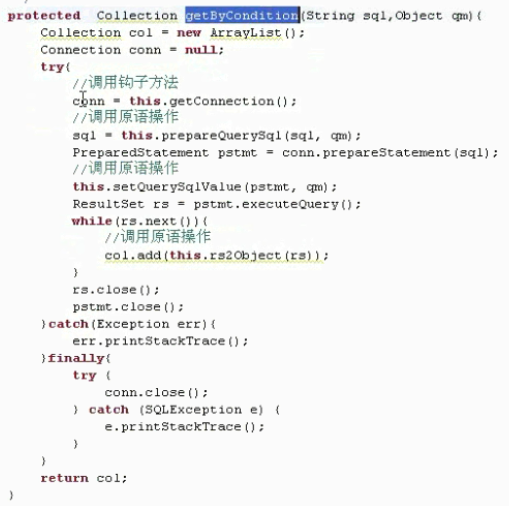 protected  Collection getByCondition(String sql,Object qm){
    Collection col = new ArrayList();
    Connection conn = null;
    try{
        //调用钩子方法
        conn = this.getConnection();
        //调用原语操作
        sql = this.prepareQuerySql(sql, qm);
        PreparedStatement pstmt = conn.prepareStatement(sql);
        //调用原语操作
        this.setQuerySqlValue(pstmt, qm);
        ResultSet rs = pstmt.executeQuery();
        while(rs.next()){
            //调用原语操作
            col.add(this.rs2Object(rs));
        }
        rs.close();
        pstmt.close();
    }catch(Exception err){
        err.printStackTrace();
    }finally{
        try {
            conn.close();
        } catch (SQLException e) {
            e.printStackTrace();
        }
    }
    return col;
}